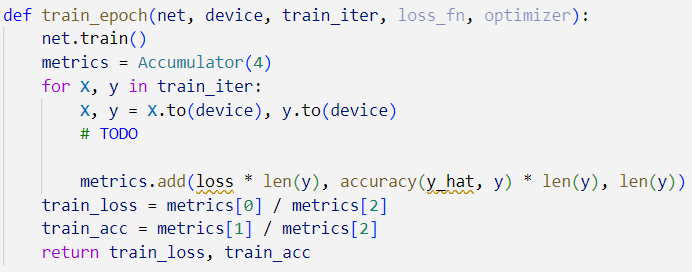 def train_epoch(net, device, train_iter, loss_fn, optimizer):
    net.train()
    metrics = Accumulator(4)
    for X, y in train_iter:
        X, y = X.to(device), y.to(device)
        # TODO

        metrics.add(loss * len(y), accuracy(y_hat, y) * len(y), len(y))
    train_loss = metrics[0] / metrics[2]
    train_acc = metrics[1] / metrics[2]
    return train_loss, train_acc